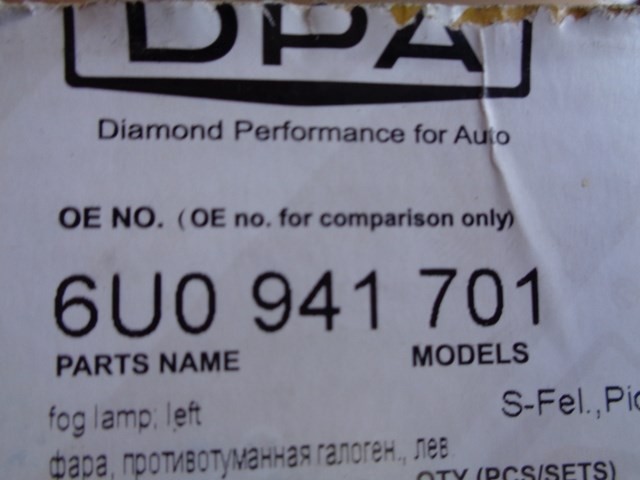 DPA
Diamond Performance for Auto
OE NO. (OE no. for comparison only)
6U0 941 701
PARTS NAME MODELS
fog lamp; left S-Fel.,Pic
фара, противотуманная галоген., лев.
QTY (PCS/SETS)